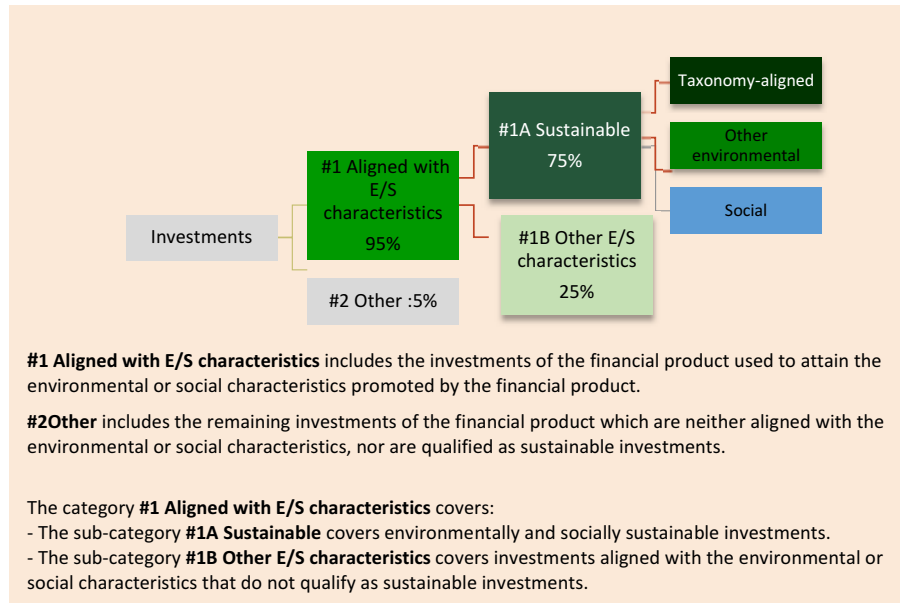 Investments
#1 Aligned with
E/S
characteristics
95%
#2 Other :5%
#1A Sustainable
75%
#1B Other E/S
characteristics
25%
Taxonomy-aligned
Other
environmental
Social
#1 Aligned with E/S characteristics includes the investments of the financial product used to attain the
environmental or social characteristics promoted by the financial product.
#2Other includes the remaining investments of the financial product which are neither aligned with the
environmental or social characteristics, nor are qualified as sustainable investments.
The category #1 Aligned with E/S characteristics covers:
- The sub-category #1A Sustainable covers environmentally and socially sustainable investments.
- The sub-category #1B Other E/S characteristics covers investments aligned with the environmental or
social characteristics that do not qualify as sustainable investments.